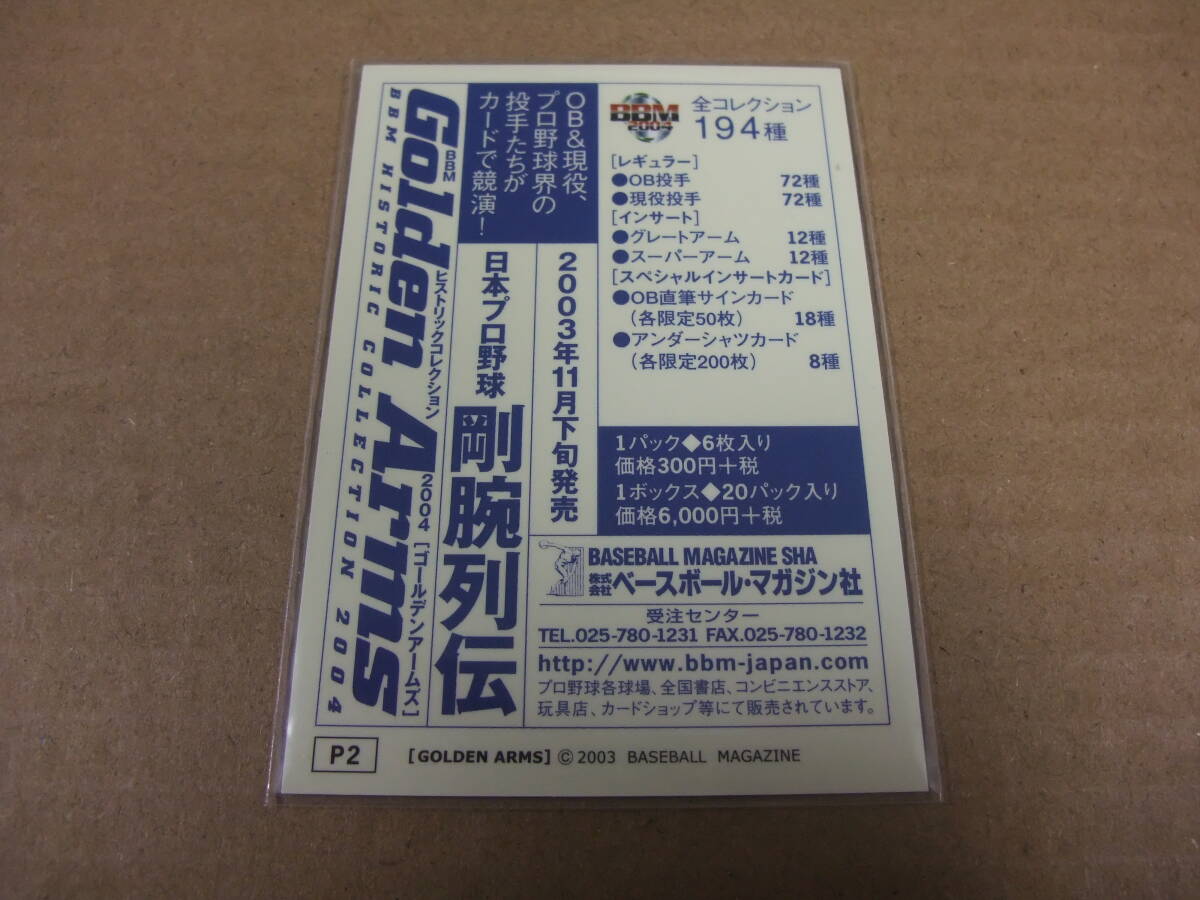 BBM
Golden Arms
BBM HISTORIC COLLECTION 2004
ヒストリックコレクション
2004 [ゴールデンアームズ]
OB&現役、
プロ野球界の
投手たちが
カードで競演!
日本プロ野球
剛腕列伝
2003年11月下旬発売
BBM
2004
全コレクション
194種
[レギュラー]
●OB投手 72種
●現役投手 72種
[インサート]
●グレートアーム 12種
●スーパーアーム 12種
[スペシャルインサートカード]
●OB直筆サインカード
(各限定50枚) 18種
●アンダーシャツカード
(各限定200枚) 8種
1パック◆6枚入り
価格300円+税
1ボックス◆20パック入り
価格6,000円+税
BASEBALL MAGAZINE SHA
株式会社 ベースボール・マガジン社
受注センター
TEL.025-780-1231 FAX.025-780-1232
http://www.bbm-japan.com
プロ野球各球場、全国書店、コンビニエンスストア、
玩具店、カードショップ等にて販売されています。
P2
[GOLDEN ARMS] © 2003 BASEBALL MAGAZINE